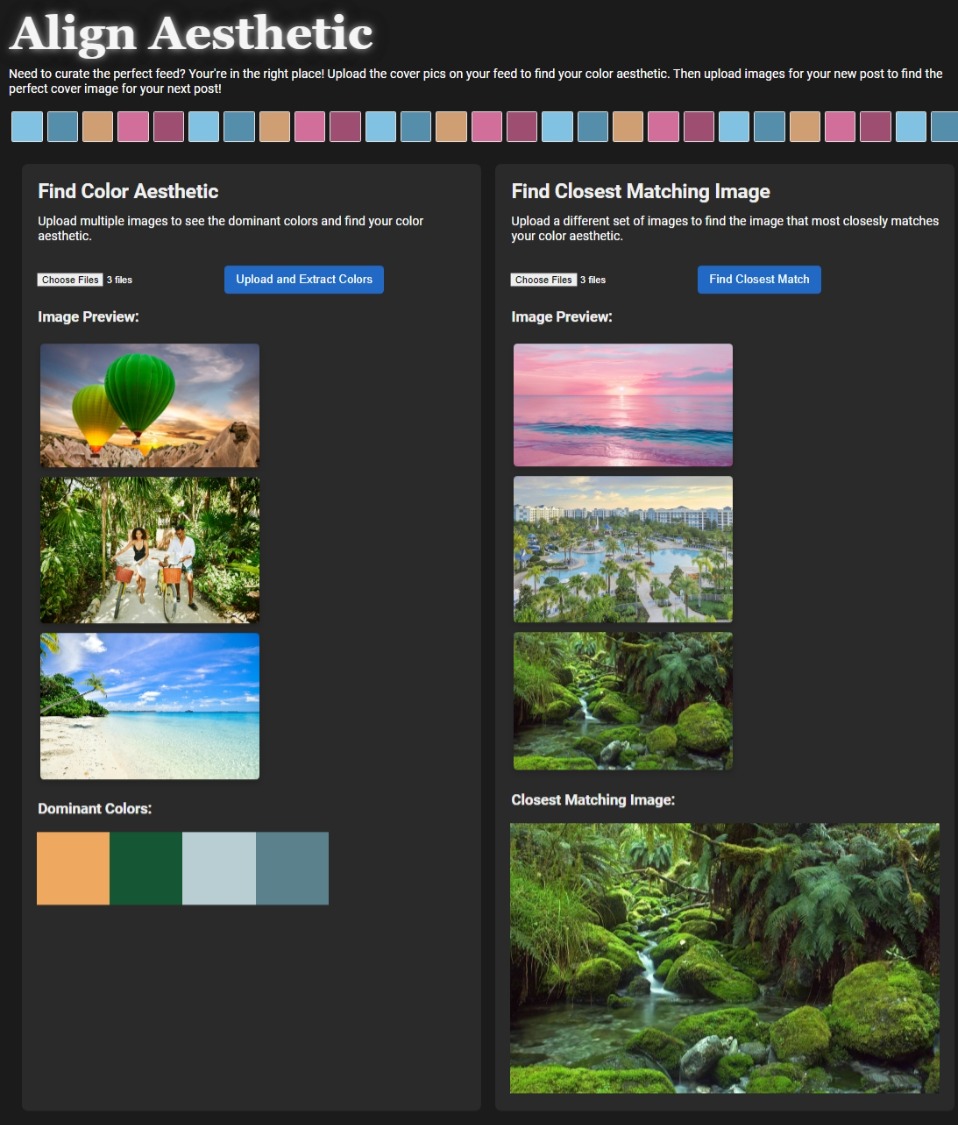 Align Aesthetic
Need to curate the perfect feed? Your're in the right place! Upload the cover pics on your feed to find your color aesthetic. Then upload images for your new post to find the
perfect cover image for your next post!
Find Color Aesthetic
Upload multiple images to see the dominant colors and find your color
aesthetic.
Choose Files 3 files
Upload and Extract Colors
Image Preview:
Dominant Colors:
Find Closest Matching Image
Upload a different set of images to find the image that most closesly matches
your color aesthetic.
Choose Files 3 files
Find Closest Match
Image Preview:
Closest Matching Image: